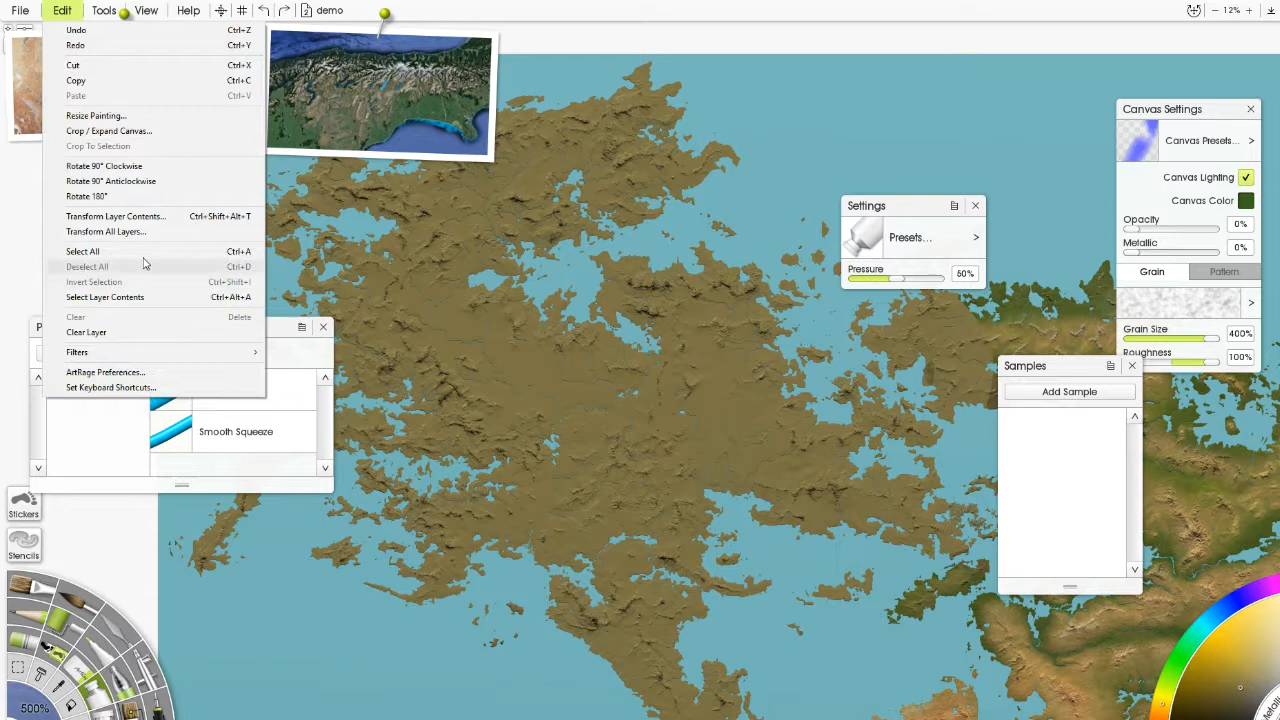 File Edit Tools View Help 2 demo − 12% +
Undo Ctrl+Z
Redo Ctrl+Y
Cut Ctrl+X
Copy Ctrl+C
Paste Ctrl+V
Resize Painting...
Crop / Expand Canvas...
Crop To Selection
Rotate 90° Clockwise
Rotate 90° Anticlockwise
Rotate 180°
Transform Layer Contents... Ctrl+Shift+Alt+T
Transform All Layers...
Select All Ctrl+A
Deselect All Ctrl+D
Invert Selection Ctrl+Shift+I
Select Layer Contents Ctrl+Alt+A
Clear Delete
Clear Layer
Filters
ArtRage Preferences...
Set Keyboard Shortcuts...
Smooth Squeeze
Stickers
Stencils
500%
Settings
Presets...
Pressure 50%
Canvas Settings
Canvas Presets...
Canvas Lighting
Canvas Color
Opacity 0%
Metallic 0%
Grain Pattern
Grain Size 400%
Roughness 100%
Samples
Add Sample